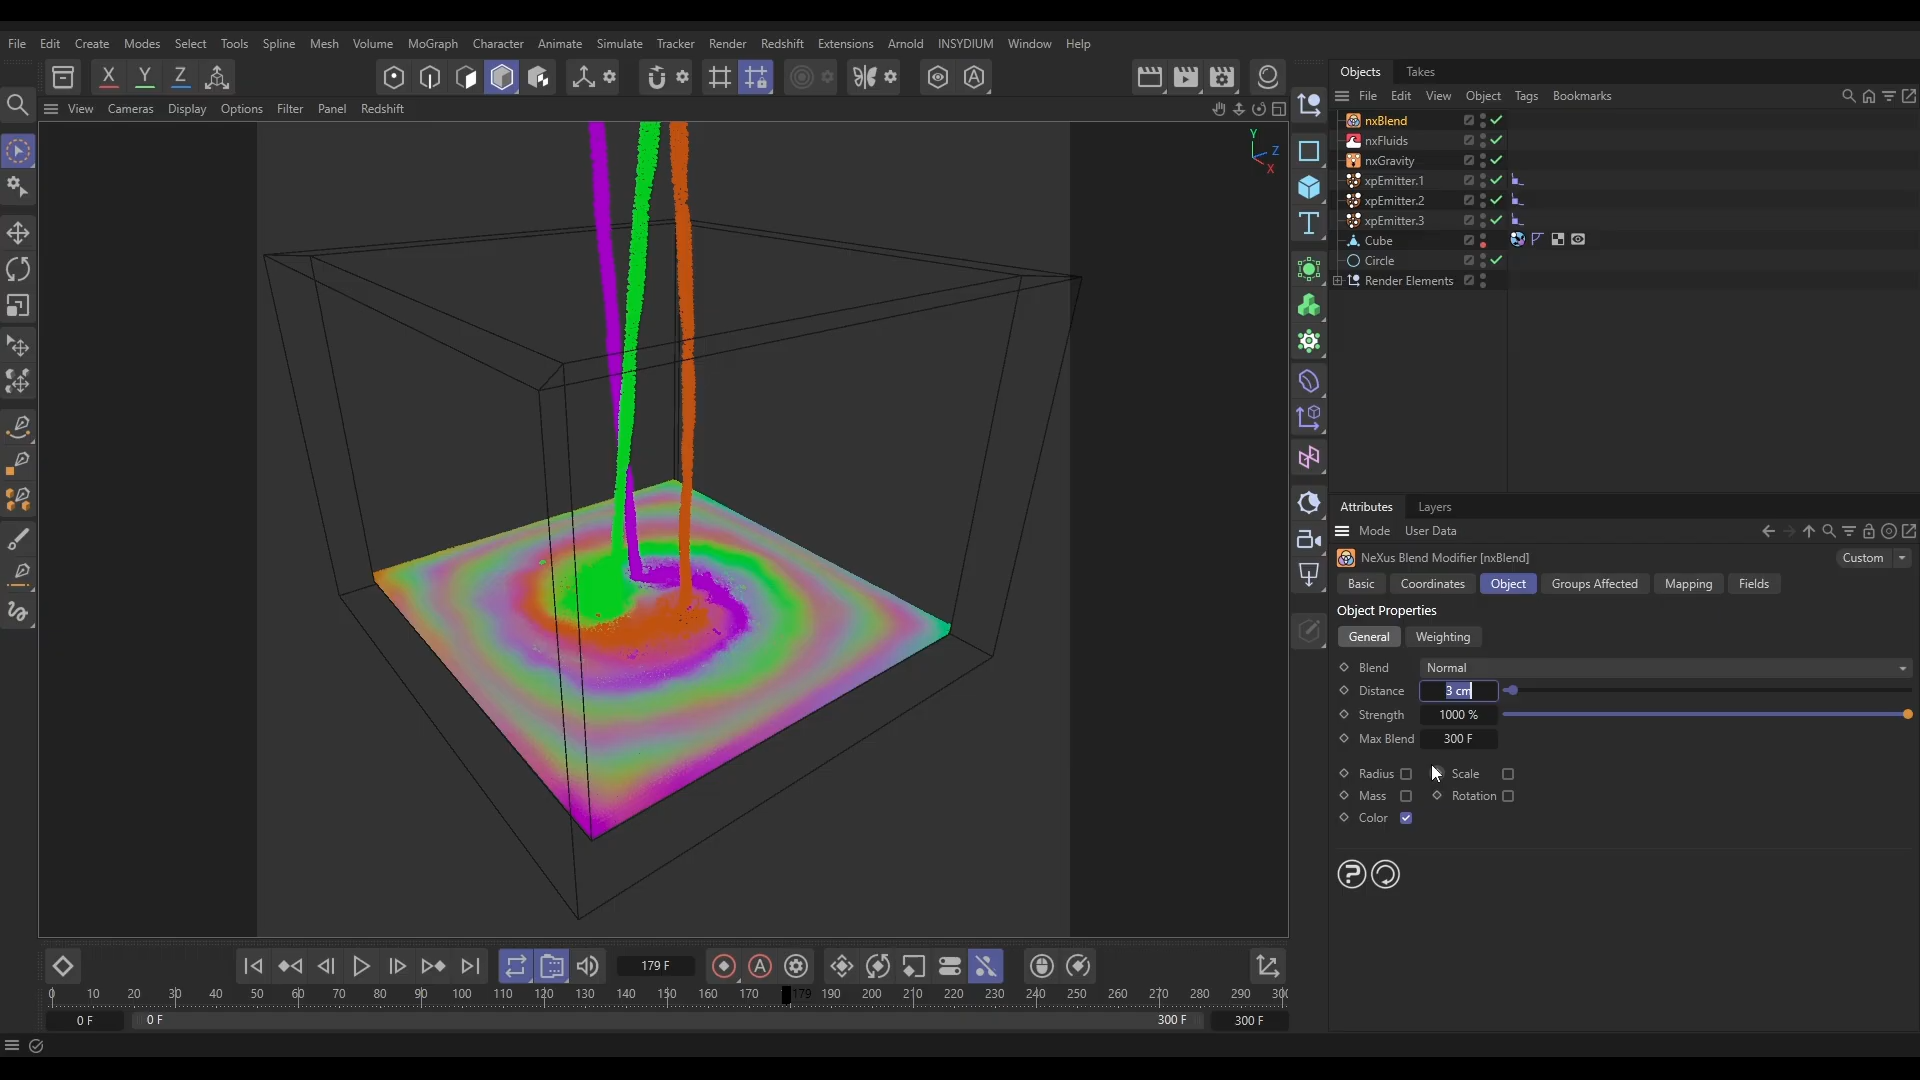 File Edit Create Modes Select Tools Spline Mesh Volume MoGraph Character Animate Simulate Tracker Render Redshift Extensions Arnold INSYDIUM Window Help
X Y Z
View Cameras Display Options Filter Panel Redshift
Y
Z
X
Objects Takes
File Edit View Object Tags Bookmarks
nxBlend
nxFluids
nxGravity
xpEmitter.1
xpEmitter.2
xpEmitter.3
Cube
Circle
Render Elements
Attributes Layers
Mode User Data
NeXus Blend Modifier [nxBlend] Custom
Basic Coordinates Object Groups Affected Mapping Fields
Object Properties
General Weighting
Blend Normal
Distance 3 cm
Strength 1000 %
Max Blend 300 F
Radius Scale
Mass Rotation
Color
179 F
0 10 20 30 40 50 60 70 80 90 100 110 120 130 140 150 160 170 179 190 200 210 220 230 240 250 260 270 280 290 300
0 F 0 F 300 F 300 F